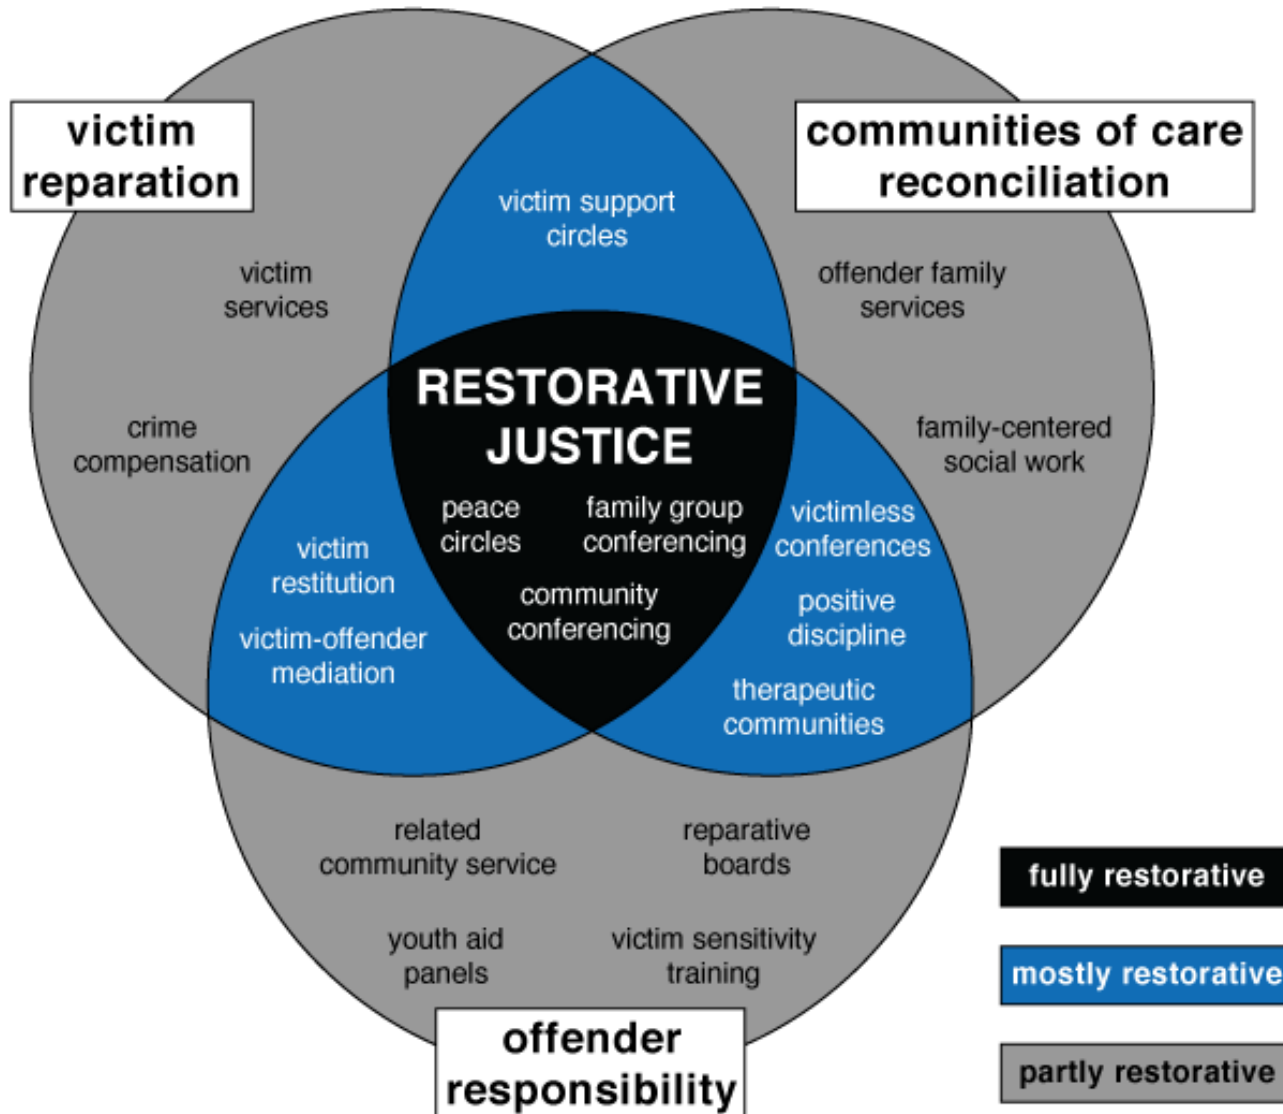 victim
reparation
communities of care
reconciliation
victim support
circles
victim
services
offender family
services
RESTORATIVE
JUSTICE
crime
compensation
family-centered
social work
peace
circles
family group
conferencing
victimless
conferences
victim
restitution
community
conferencing
positive
discipline
victim-offender
mediation
therapeutic
communities
related
community service
reparative
boards
youth aid
panels
victim sensitivity
training
offender
responsibility
fully restorative
mostly restorative
partly restorative